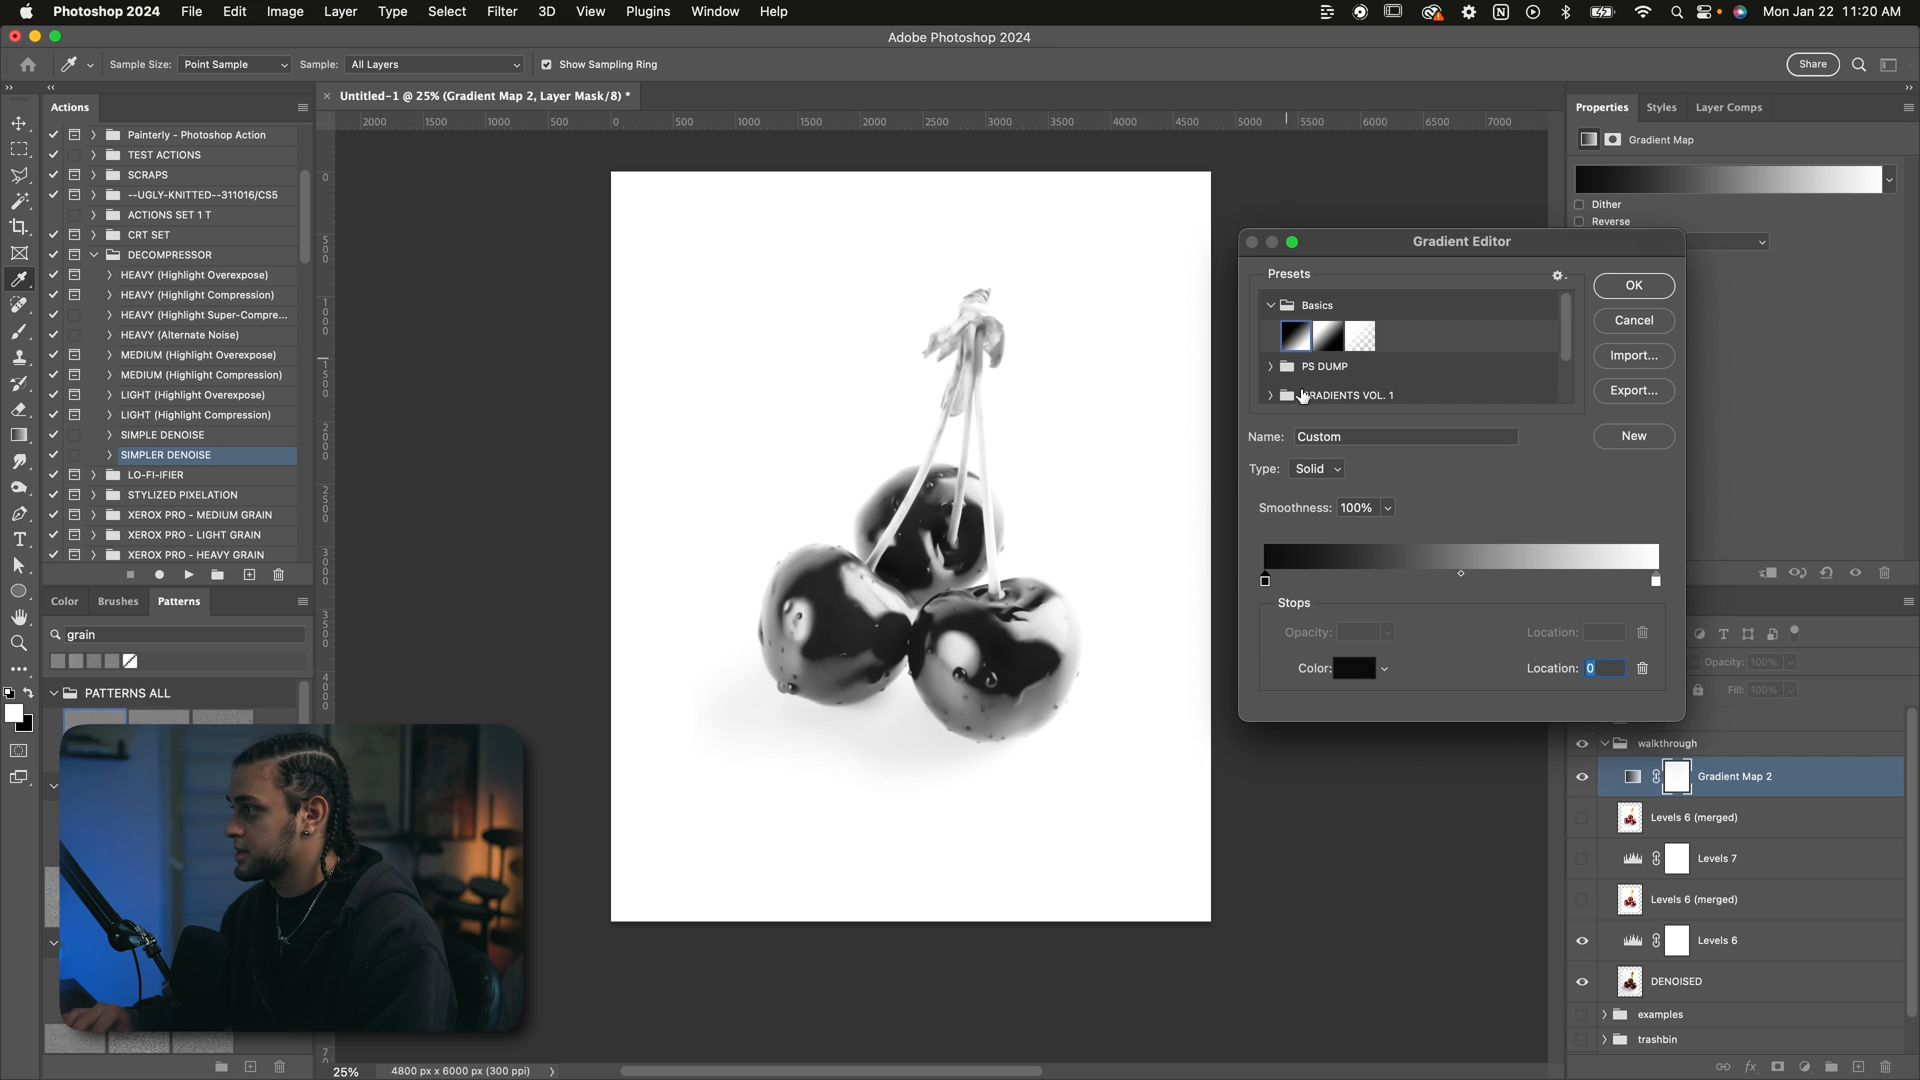 Photoshop 2024 File Edit Image Layer Type Select Filter 3D View Plugins Window Help Mon Jan 22 11:20 AM
Adobe Photoshop 2024
Sample Size: Point Sample Sample: All Layers Show Sampling Ring Share
Actions
Painterly - Photoshop Action
TEST ACTIONS
SCRAPS
--UGLY-KNITTED--311016/CS5
ACTIONS SET 1 T
CRT SET
DECOMPRESSOR
HEAVY (Highlight Overexpose)
HEAVY (Highlight Compression)
HEAVY (Highlight Super-Compre...
HEAVY (Alternate Noise)
MEDIUM (Highlight Overexpose)
MEDIUM (Highlight Compression)
LIGHT (Highlight Overexpose)
LIGHT (Highlight Compression)
SIMPLE DENOISE
SIMPLER DENOISE
LO-FI-IFIER
STYLIZED PIXELATION
XEROX PRO - MEDIUM GRAIN
XEROX PRO - LIGHT GRAIN
XEROX PRO - HEAVY GRAIN
Color Brushes Patterns
grain
PATTERNS ALL
Untitled-1 @ 25% (Gradient Map 2, Layer Mask/8) *
2000 1500 1000 500 0 500 1000 1500 2000 2500 3000 3500 4000 4500 5000 5500 6000 6500 7000
0
500
1000
1500
2000
2500
3000
3500
4000
25% 4800 px x 6000 px (300 ppi)
Gradient Editor
Presets
Basics
PS DUMP
RADIENTS VOL. 1
OK
Cancel
Import...
Export...
Name: Custom
New
Type: Solid
Smoothness: 100%
Stops
Opacity: Location:
Color: Location: 0
Properties Styles Layer Comps
Gradient Map
Dither
Reverse
Opacity: 100%
Fill: 100%
walkthrough
Gradient Map 2
Levels 6 (merged)
Levels 7
Levels 6 (merged)
Levels 6
DENOISED
examples
trashbin